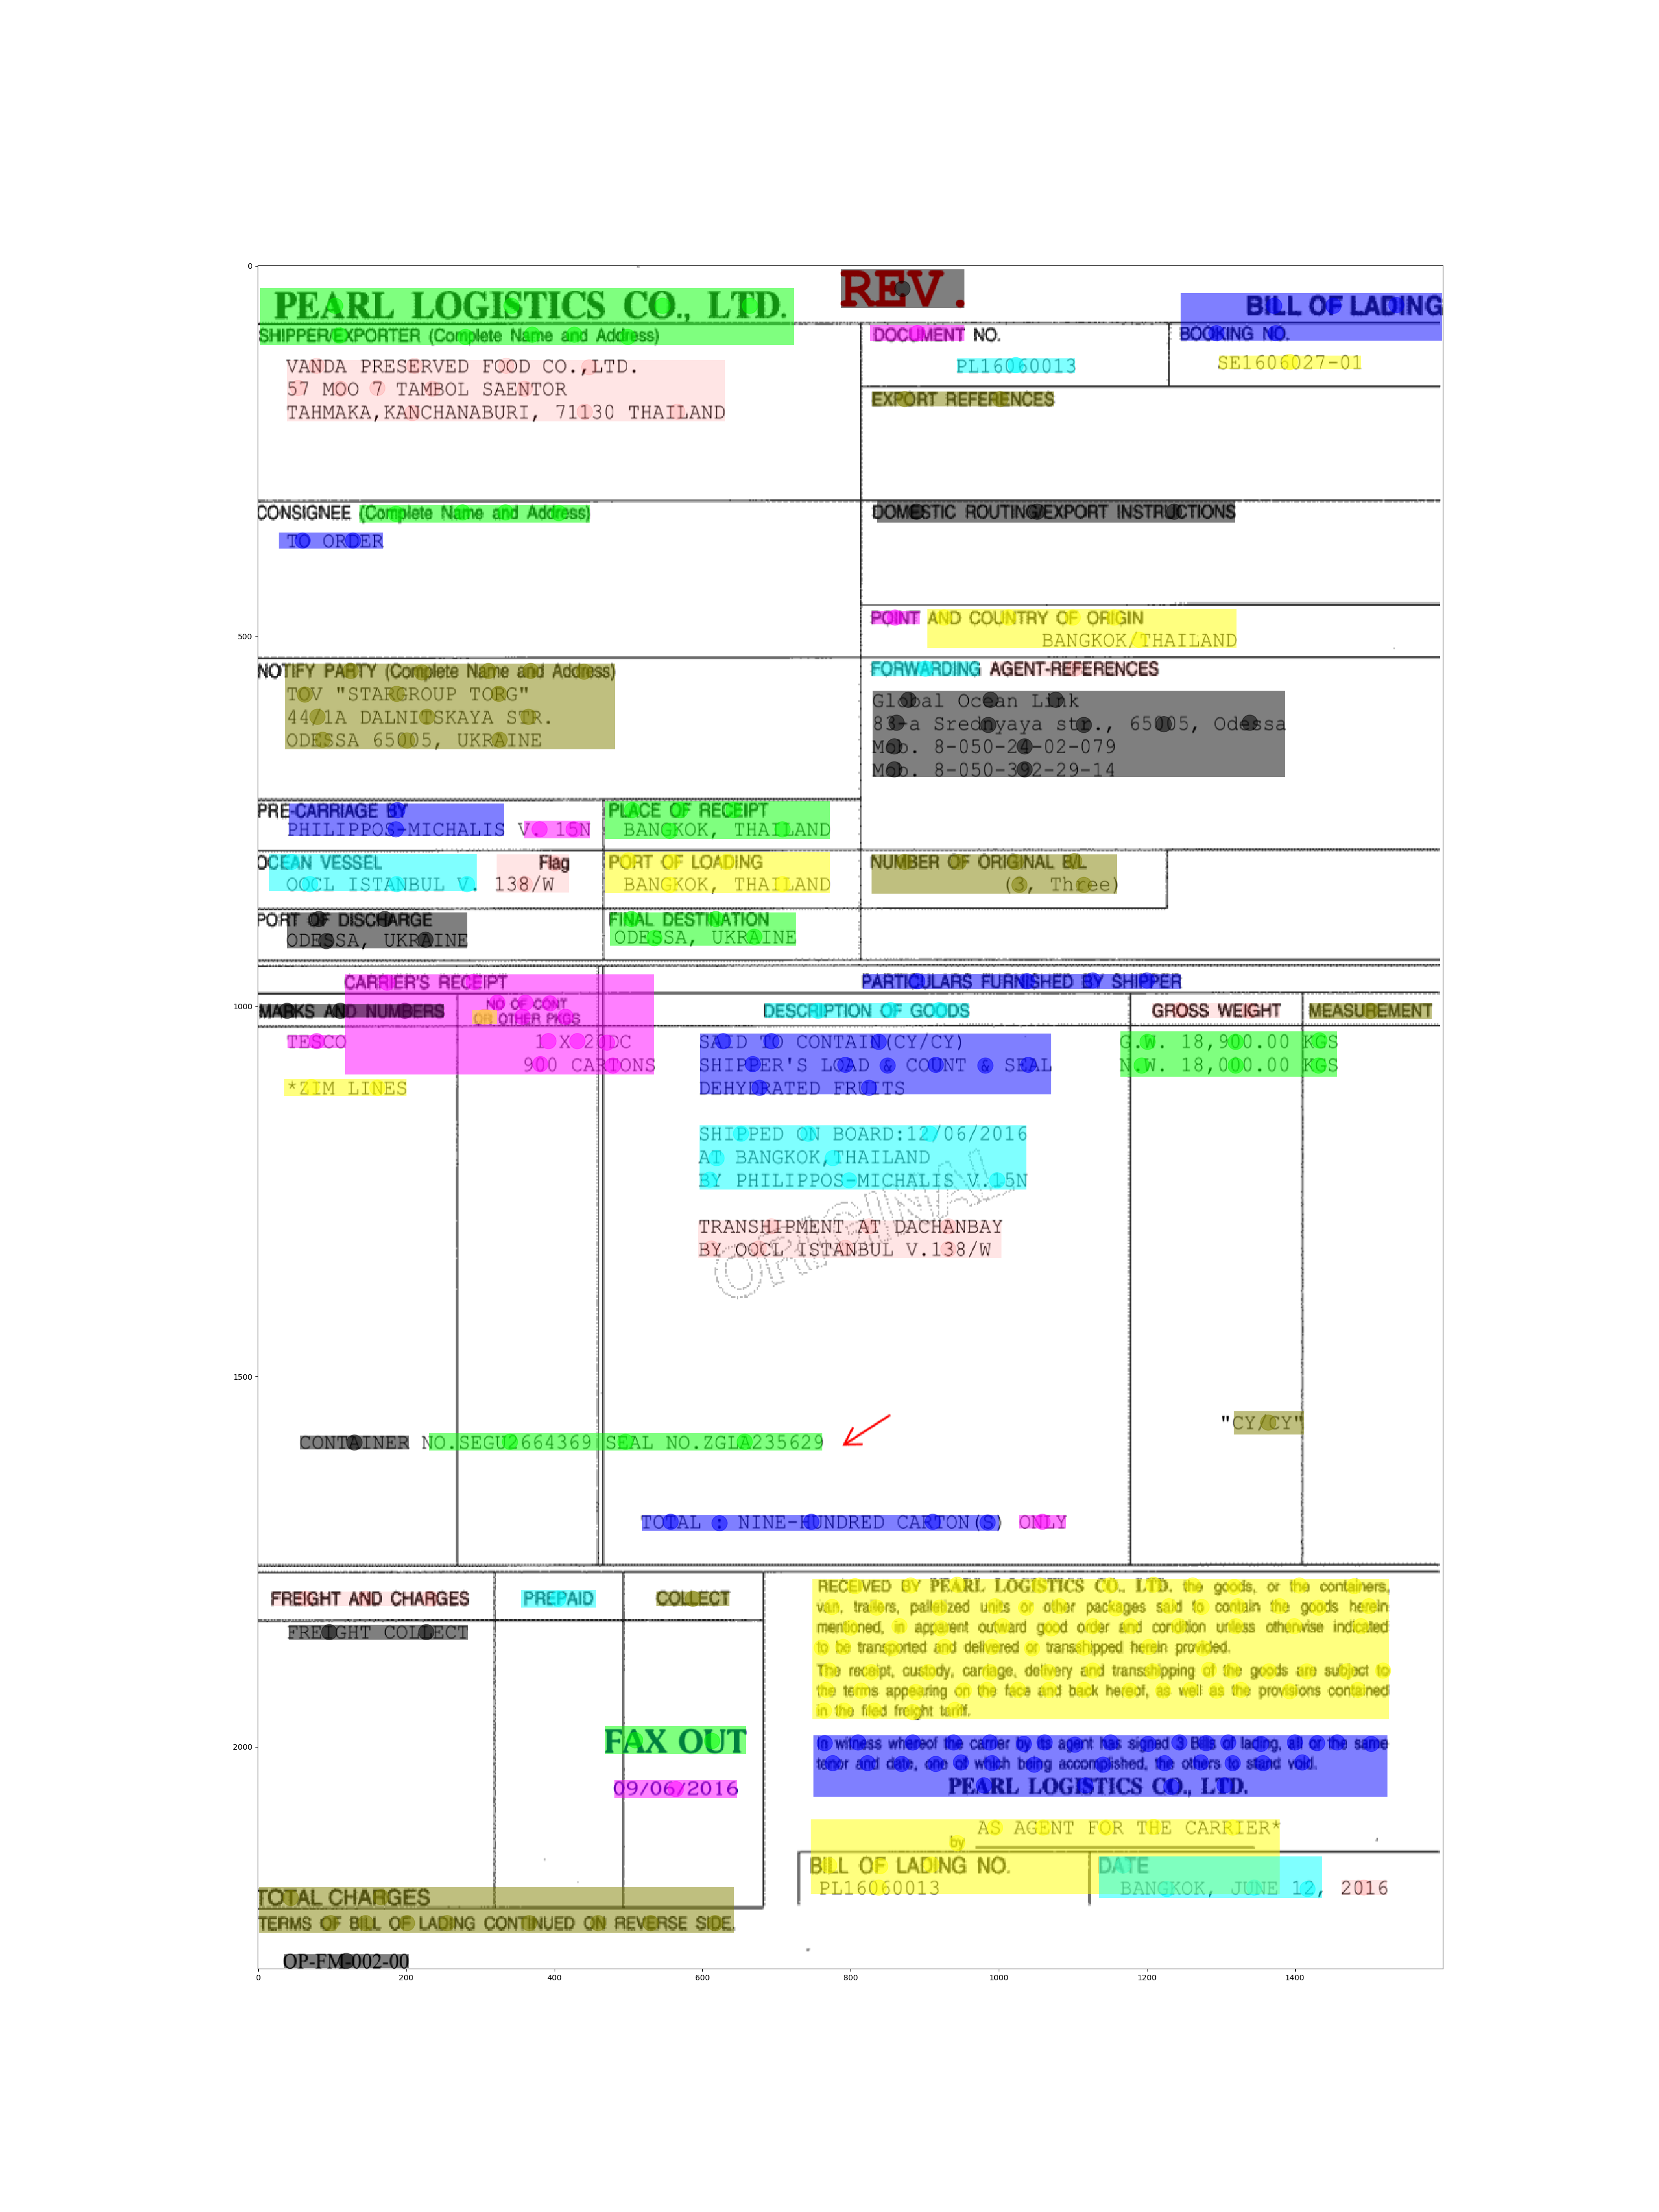 REV.
PEARL LOGISTICS CO., LTD.
BILL OF LADING
SHIPPER/EXPORTER (Complete Name and Address)
DOCUMENT NO.
BOOKING NO.
VANDA PRESERVED FOOD CO.,LTD.
57 MOO 7 TAMBOL SAENTOR
TAHMAKA,KANCHANABURI, 71130 THAILAND
PL16060013
SE1606027-01
EXPORT REFERENCES
CONSIGNEE (Complete Name and Address)
TO ORDER
DOMESTIC ROUTING/EXPORT INSTRUCTIONS
POINT AND COUNTRY OF ORIGIN
BANGKOK/THAILAND
NOTIFY PARTY (Complete Name and Address)
TOV "STARGROUP TORG"
44/1A DALNITSKAYA STR.
ODESSA 65005, UKRAINE
FORWARDING AGENT-REFERENCES
Global Ocean Link
83-a Srednyaya str., 65005, Odessa
Mob. 8-050-24-02-079
Mob. 8-050-392-29-14
PRE-CARRIAGE BY
PHILIPPOS-MICHALIS V. 15N
PLACE OF RECEIPT
BANGKOK, THAILAND
OCEAN VESSEL Flag
OOCL ISTANBUL V. 138/W
PORT OF LOADING
BANGKOK, THAILAND
NUMBER OF ORIGINAL B/L
(3, Three)
PORT OF DISCHARGE
ODESSA, UKRAINE
FINAL DESTINATION
ODESSA, UKRAINE
CARRIER'S RECEIPT
PARTICULARS FURNISHED BY SHIPPER
MARKS AND NUMBERS
NO OF CONT
OR OTHER PKGS
DESCRIPTION OF GOODS
GROSS WEIGHT
MEASUREMENT
TESCO
1 X 20DC
SAID TO CONTAIN(CY/CY)
G.W. 18,900.00 KGS
900 CARTONS
SHIPPER'S LOAD & COUNT & SEAL
N.W. 18,000.00 KGS
*ZIM LINES
DEHYDRATED FRUITS
SHIPPED ON BOARD:12/06/2016
AT BANGKOK,THAILAND
BY PHILIPPOS-MICHALIS V.15N
ORIGINAL
TRANSHIPMENT AT DACHANBAY
BY OOCL ISTANBUL V.138/W
"CY/CY"
CONTAINER NO.SEGU2664369 SEAL NO.ZGLA235629
TOTAL : NINE-HUNDRED CARTON(S) ONLY
FREIGHT AND CHARGES
PREPAID
COLLECT
FREIGHT COLLECT
RECEIVED BY PEARL LOGISTICS CO., LTD. the goods, or the containers,
van, trailers, palletized units or other packages said to contain the goods herein
mentioned, in apparent outward good order and condition unless otherwise indicated
to be transported and delivered or transshipped herein provided.
The receipt, custody, carriage, delivery and transshipping of the goods are subject to
the terms appearing on the face and back hereof, as well as the provisions contained
in the filed freight tariff.
FAX OUT
09/06/2016
In witness whereof the carrier by its agent has signed 3 Bills of lading, all or the same
tenor and date, one of which being accomplished, the others to stand void.
PEARL LOGISTICS CO., LTD.
AS AGENT FOR THE CARRIER*
by
BILL OF LADING NO.
PL16060013
DATE
BANGKOK, JUNE 12, 2016
TOTAL CHARGES
TERMS OF BILL OF LADING CONTINUED ON REVERSE SIDE.
OP-FM-002-00
0
500
1000
1500
2000
0 200 400 600 800 1000 1200 1400